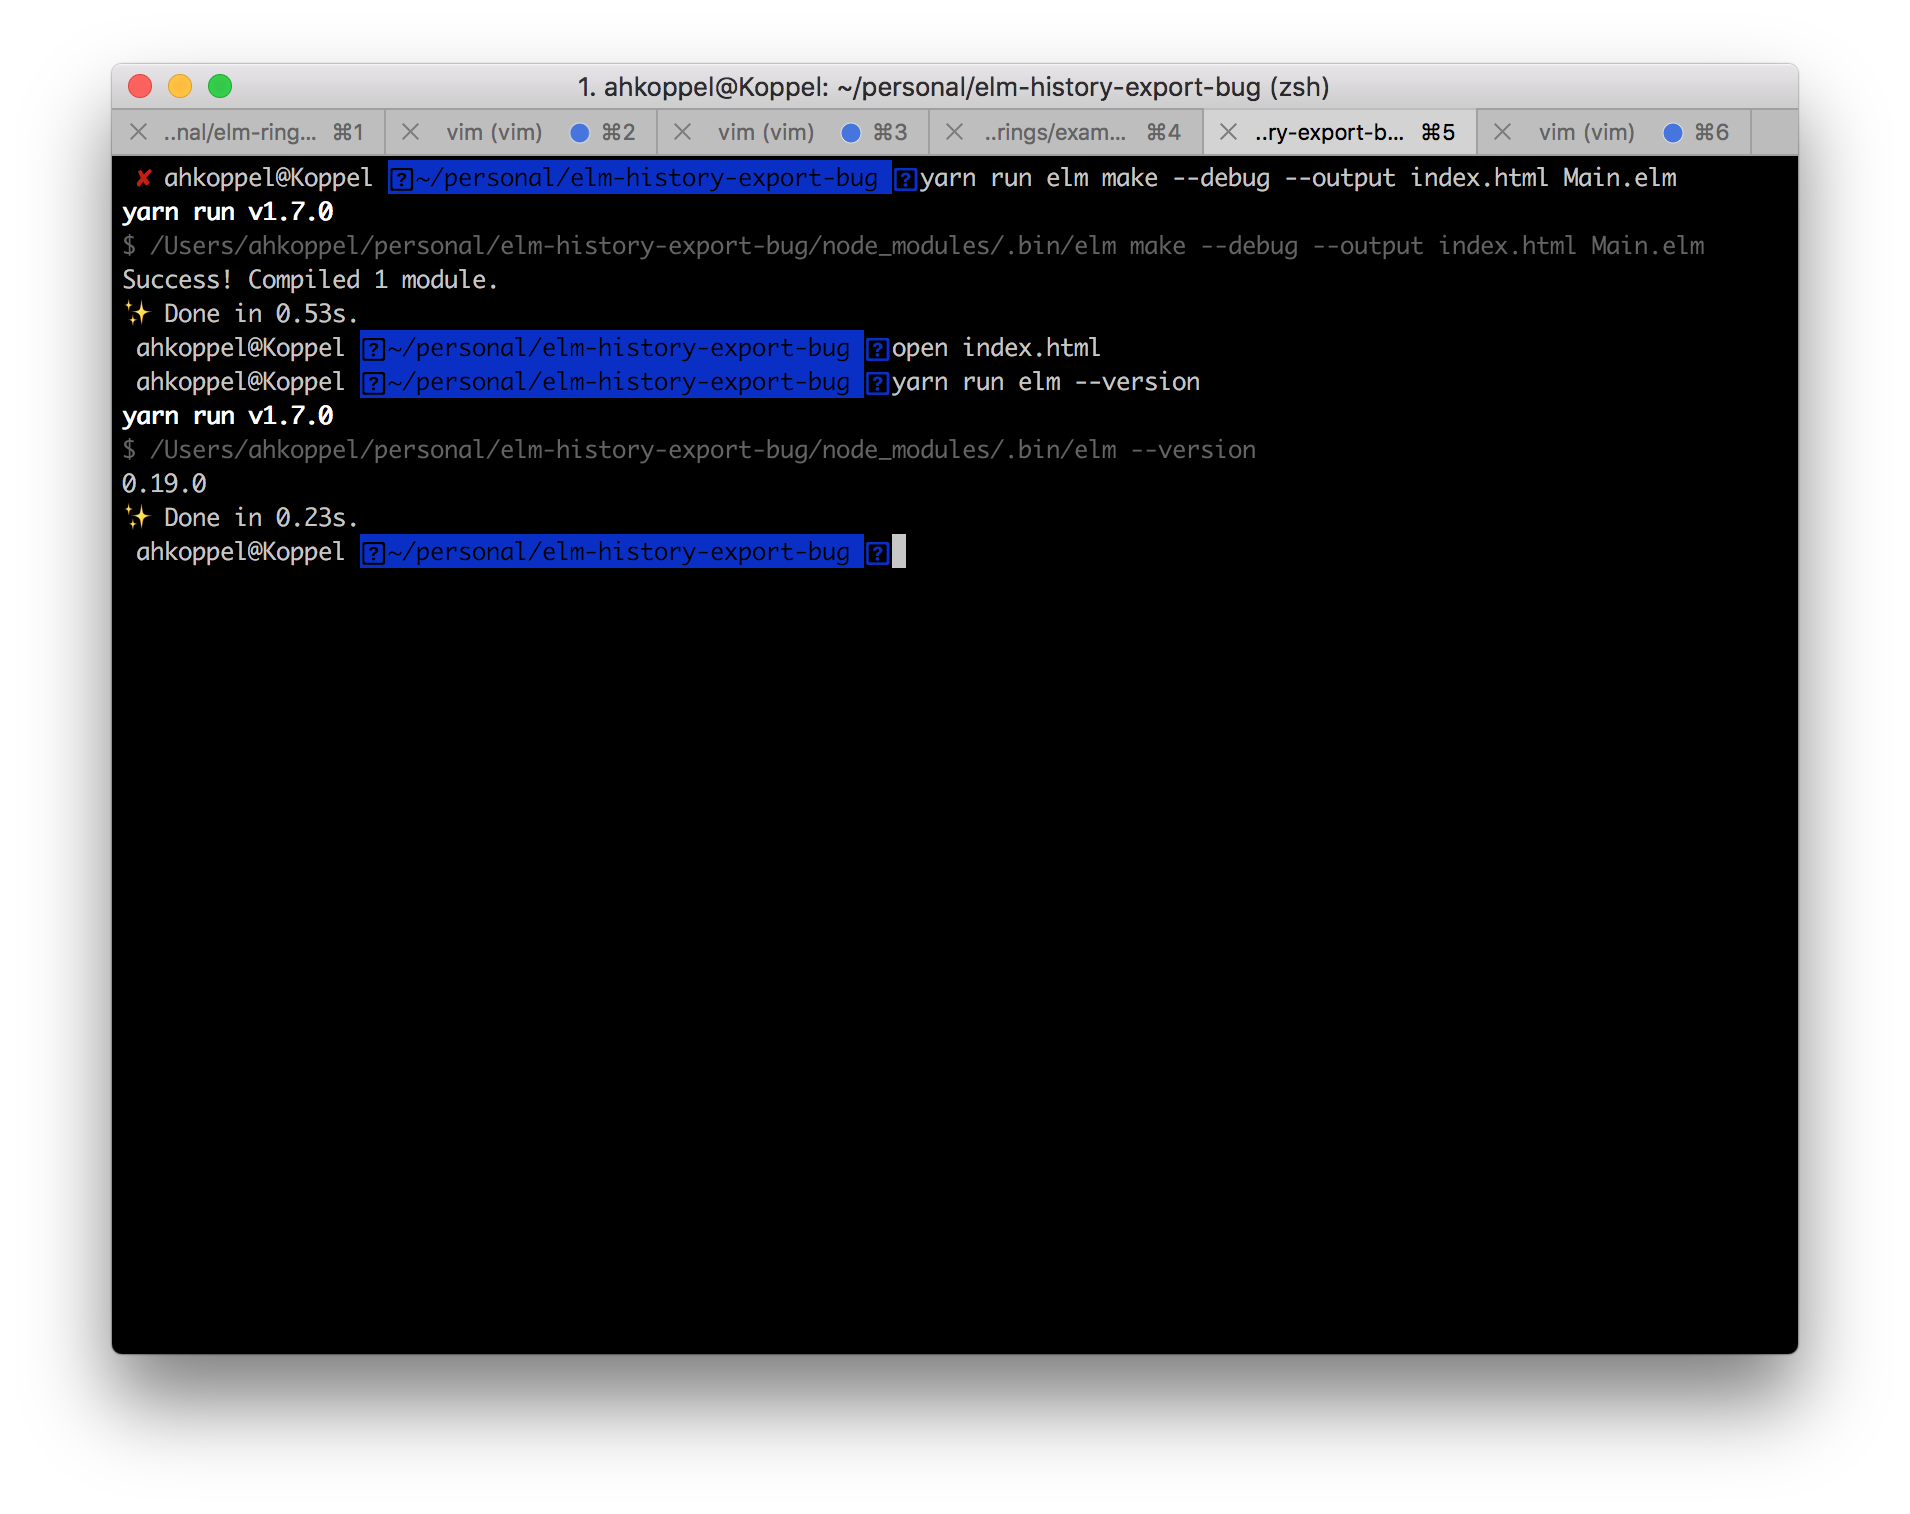 1. ahkoppel@Koppel: ~/personal/elm-history-export-bug (zsh)
..nal/elm-ring... ⌘1 vim (vim) ⌘2 vim (vim) ⌘3 ..rings/exam... ⌘4 ..ry-export-b... ⌘5 vim (vim) ⌘6
✘ ahkoppel@Koppel ?~/personal/elm-history-export-bug ?yarn run elm make --debug --output index.html Main.elm
yarn run v1.7.0
$ /Users/ahkoppel/personal/elm-history-export-bug/node_modules/.bin/elm make --debug --output index.html Main.elm
Success! Compiled 1 module.
✨ Done in 0.53s.
ahkoppel@Koppel ?~/personal/elm-history-export-bug ?open index.html
ahkoppel@Koppel ?~/personal/elm-history-export-bug ?yarn run elm --version
yarn run v1.7.0
$ /Users/ahkoppel/personal/elm-history-export-bug/node_modules/.bin/elm --version
0.19.0
✨ Done in 0.23s.
ahkoppel@Koppel ?~/personal/elm-history-export-bug ?